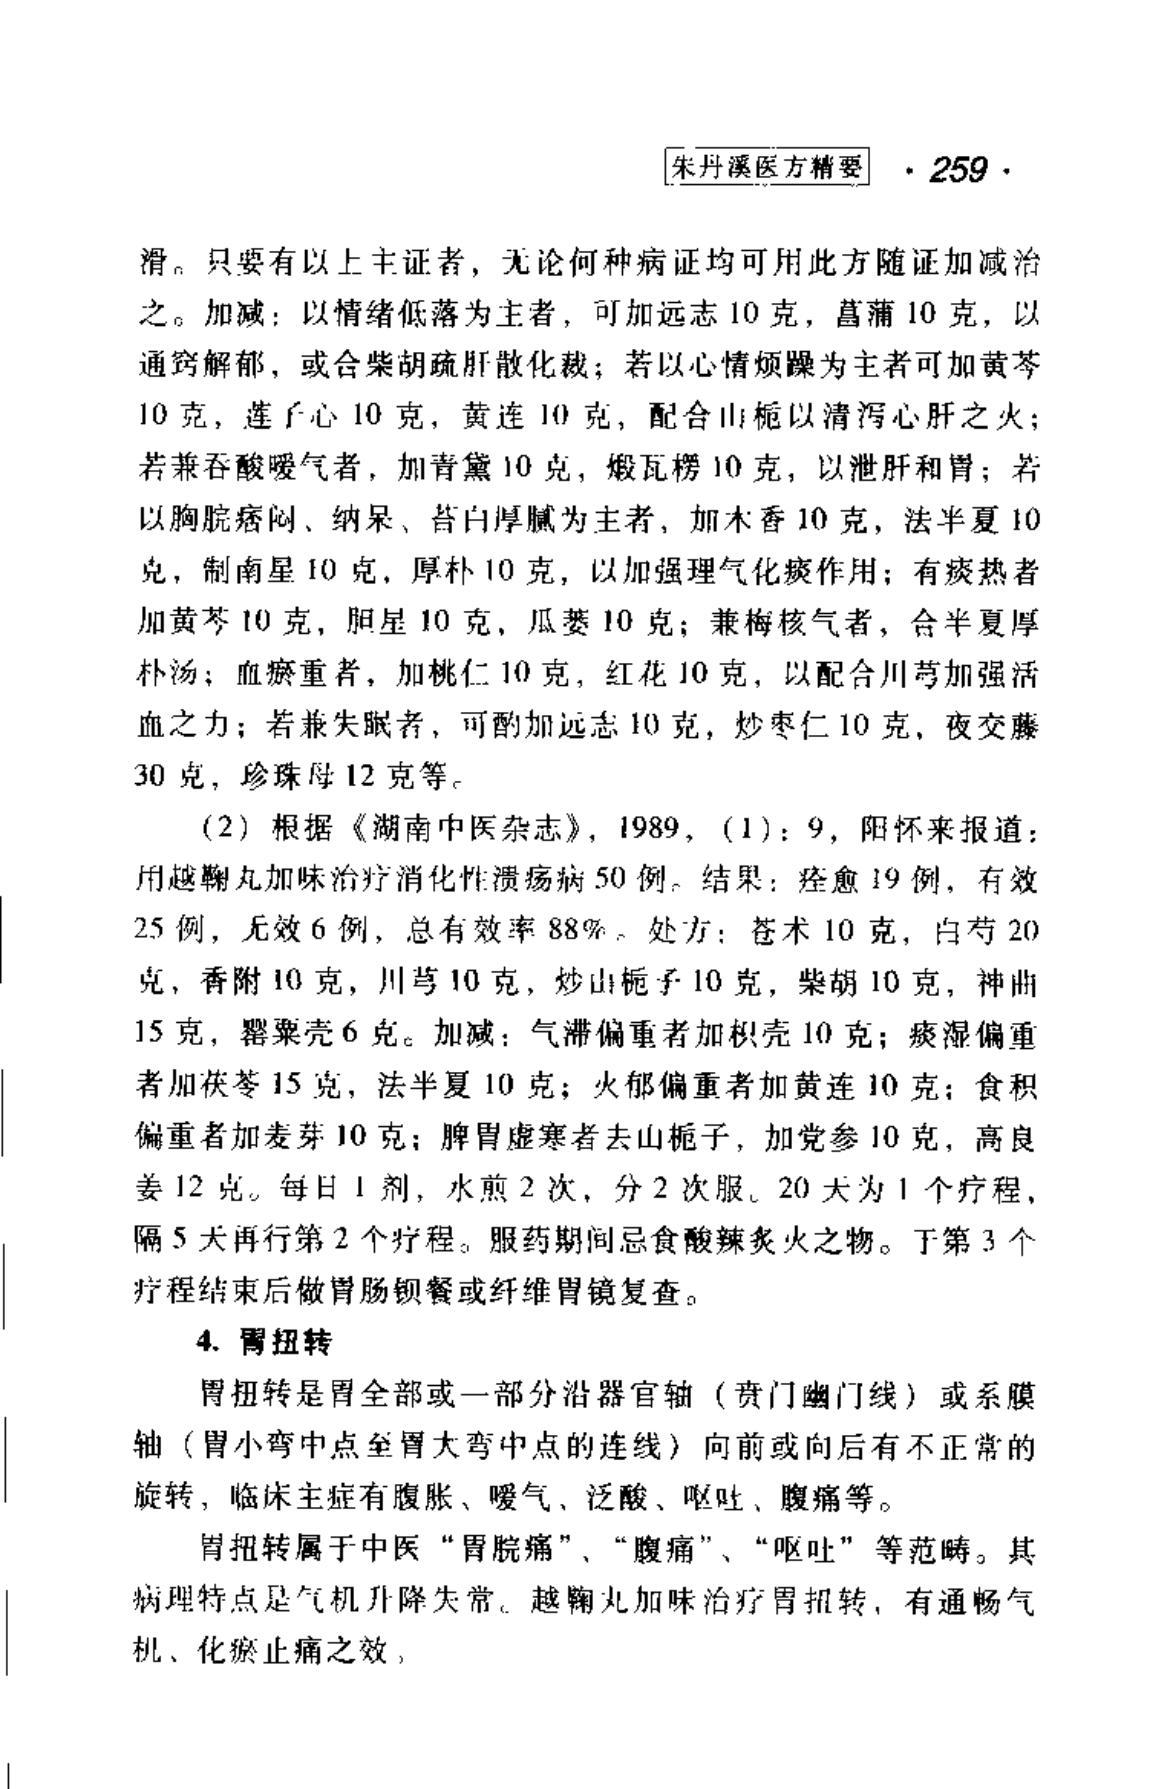 朱丹溪医方精要 ·259·
滑。只要有以上主证者，无论何种病证均可用此方随证加减治
之。加减：以情绪低落为主者，可加远志 10 克，菖蒲 10 克，以
通窍解郁，或合柴胡疏肝散化裁；若以心情烦躁为主者可加黄芩
10 克，莲子心 10 克，黄连 10 克，配合山栀以清泻心肝之火；
若兼吞酸嗳气者，加青黛 10 克，煅瓦楞 10 克，以泄肝和胃；若
以胸脘痞闷、纳呆、苔白厚腻为主者，加木香 10 克，法半夏 10
克，制南星 10 克，厚朴 10 克，以加强理气化痰作用；有痰热者
加黄芩 10 克，胆星 10 克，瓜蒌 10 克；兼梅核气者，合半夏厚
朴汤；血瘀重者，加桃仁 10 克，红花 10 克，以配合川芎加强活
血之力；若兼失眠者，可酌加远志 10 克，炒枣仁 10 克，夜交藤
30 克，珍珠母 12 克等。
（2）根据《湖南中医杂志》，1989，（1）：9，阳怀来报道：
用越鞠丸加味治疗消化性溃疡病 50 例。结果：痊愈 19 例，有效
25 例，无效 6 例，总有效率 88%。处方：苍术 10 克，白芍 20
克，香附 10 克，川芎 10 克，炒山栀子 10 克，柴胡 10 克，神曲
15 克，罂粟壳 6 克。加减：气滞偏重者加枳壳 10 克；痰湿偏重
者加茯苓 15 克，法半夏 10 克；火郁偏重者加黄连 10 克；食积
偏重者加麦芽 10 克；脾胃虚寒者去山栀子，加党参 10 克，高良
姜 12 克。每日 1 剂，水煎 2 次，分 2 次服。20 天为 1 个疗程，
隔 5 天再行第 2 个疗程。服药期间忌食酸辣炙火之物。于第 3 个
疗程结束后做胃肠钡餐或纤维胃镜复查。
4. 胃扭转
胃扭转是胃全部或一部分沿器官轴（贲门幽门线）或系膜
轴（胃小弯中点至胃大弯中点的连线）向前或向后有不正常的
旋转，临床主症有腹胀、嗳气、泛酸、呕吐、腹痛等。
胃扭转属于中医“胃脘痛”、“腹痛”、“呕吐”等范畴。其
病理特点是气机升降失常。越鞠丸加味治疗胃扭转，有通畅气
机、化瘀止痛之效。